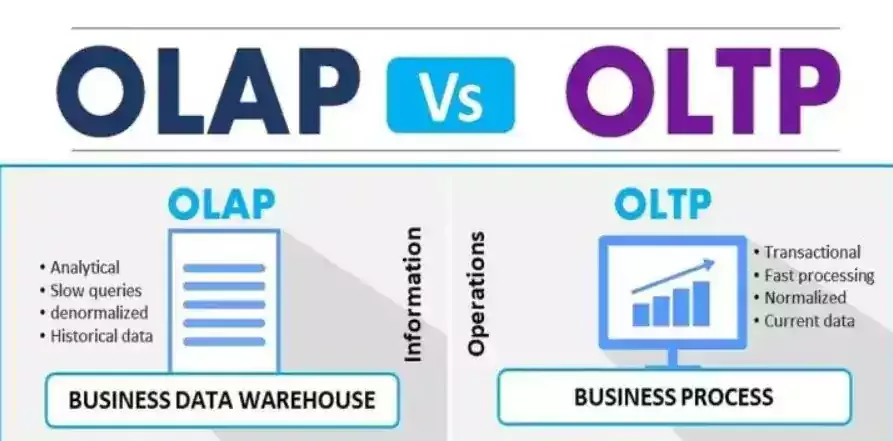 OLAP Vs OLTP
OLAP
• Analytical
• Slow queries
• denormalized
• Historical data
Information
BUSINESS DATA WAREHOUSE
OLTP
Operations
• Transactional
• Fast processing
• Normalized
• Current data
BUSINESS PROCESS